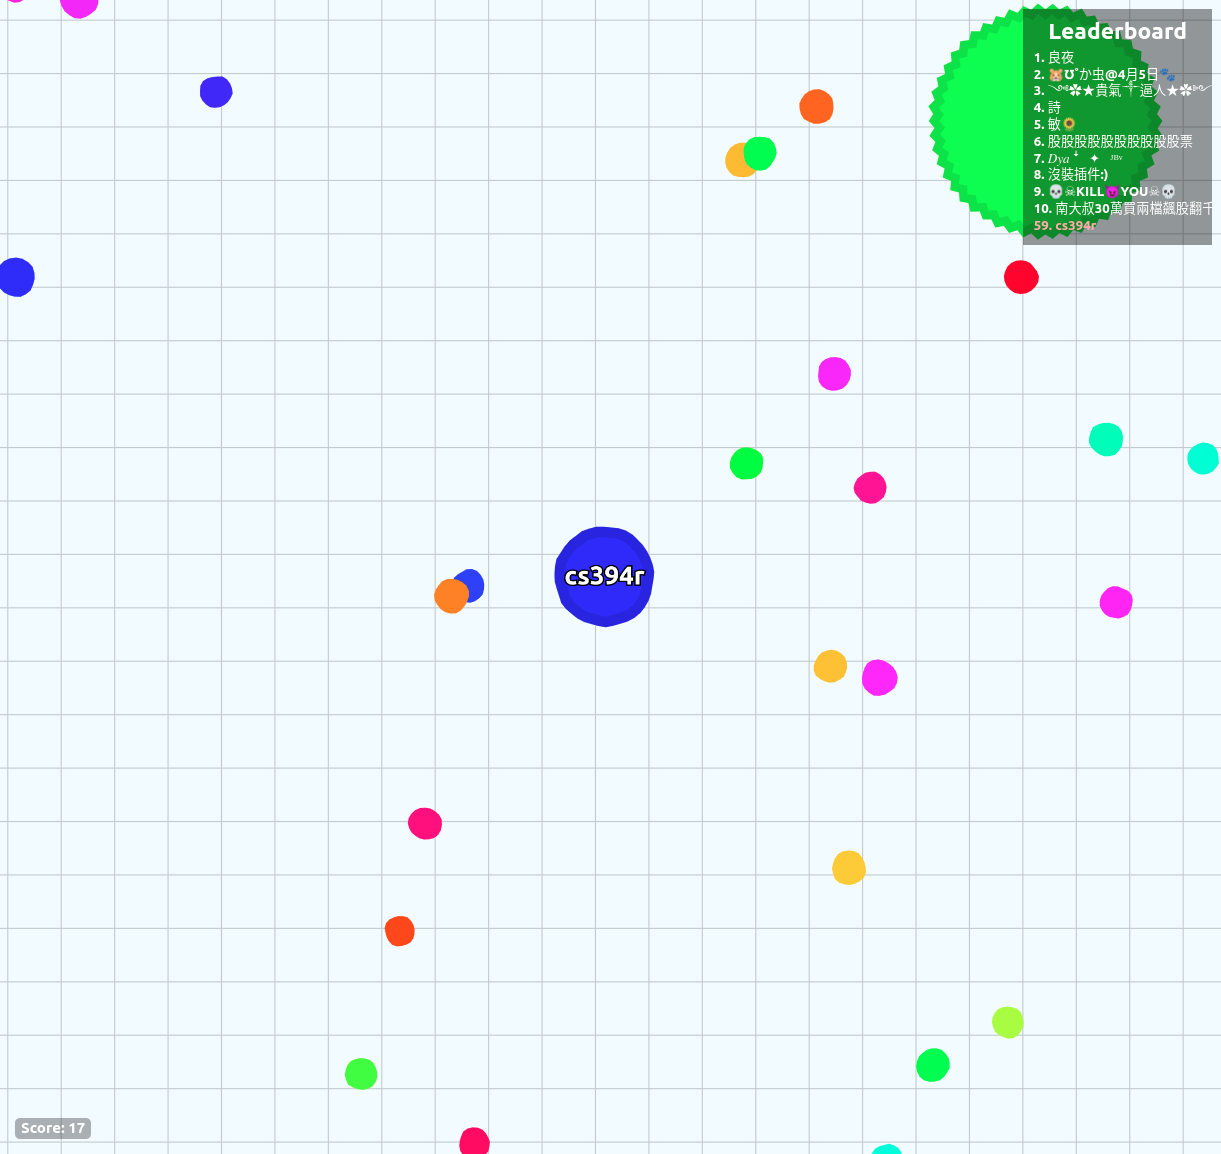 Leaderboard
1. 良夜
2. 🐹℧˚か虫@4月5日🐾
3. ︵༻✿★貴氣╰╯逼人★✿༺︵
4. 詩
5. 敏🌻
6. 股股股股股股股股股股票
7. Dya ⁺ ✦ ᴶᴮᵛ
8. 沒裝插件:)
9. 💀☠KILL😈YOU☠💀
10. 南大叔30萬買兩檔飆股翻千
59. cs394r
cs394r
Score: 17